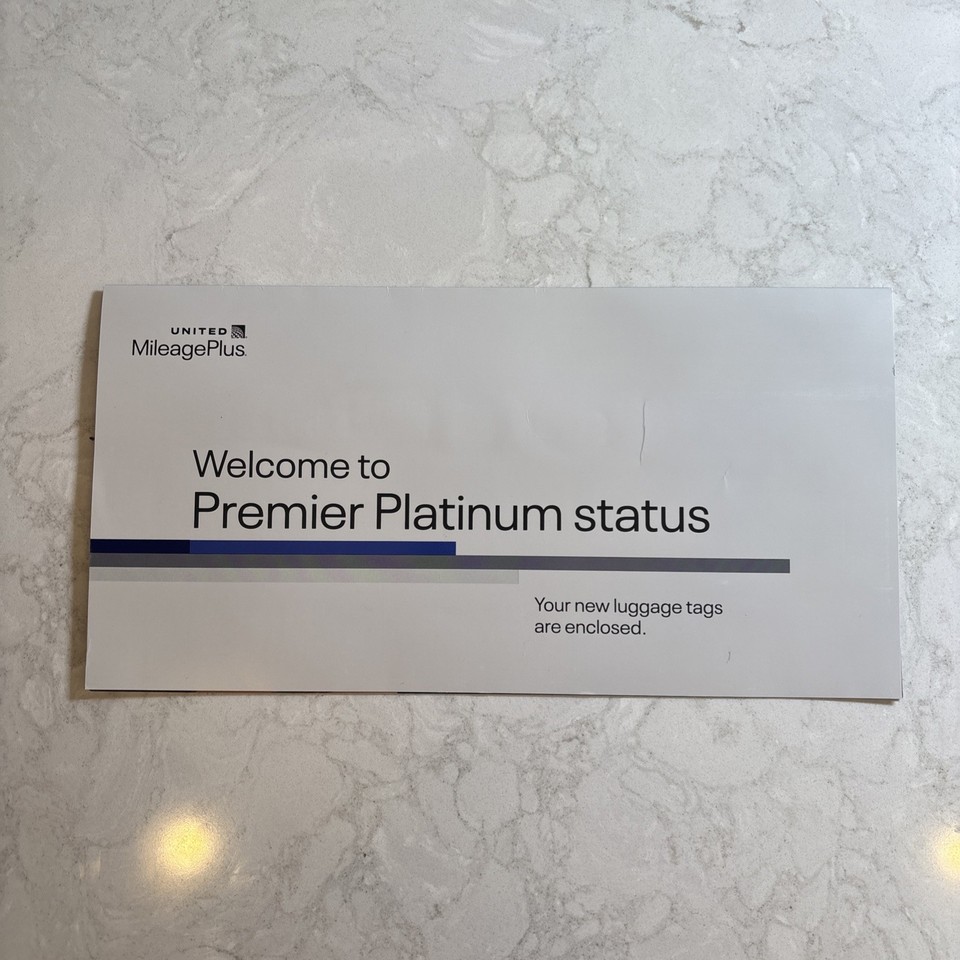 UNITED
MileagePlus.
Welcome to
Premier Platinum status
Your new luggage tags
are enclosed.